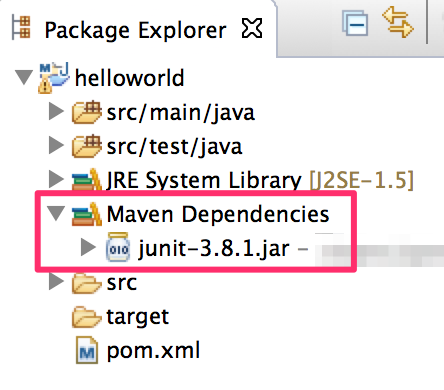 Package Explorer
helloworld
src/main/java
src/test/java
JRE System Library [J2SE-1.5]
Maven Dependencies
junit-3.8.1.jar –
src
target
pom.xml